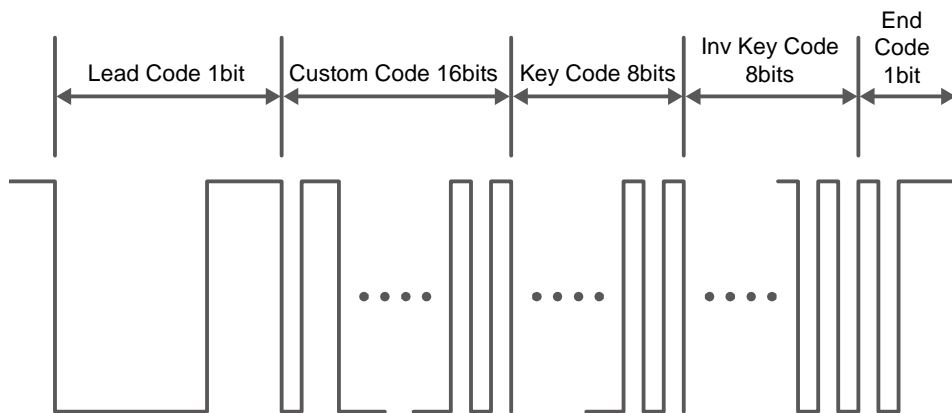 Lead Code 1bit
Custom Code 16bits
Key Code 8bits
Inv Key Code
8bits
End
Code
1bit